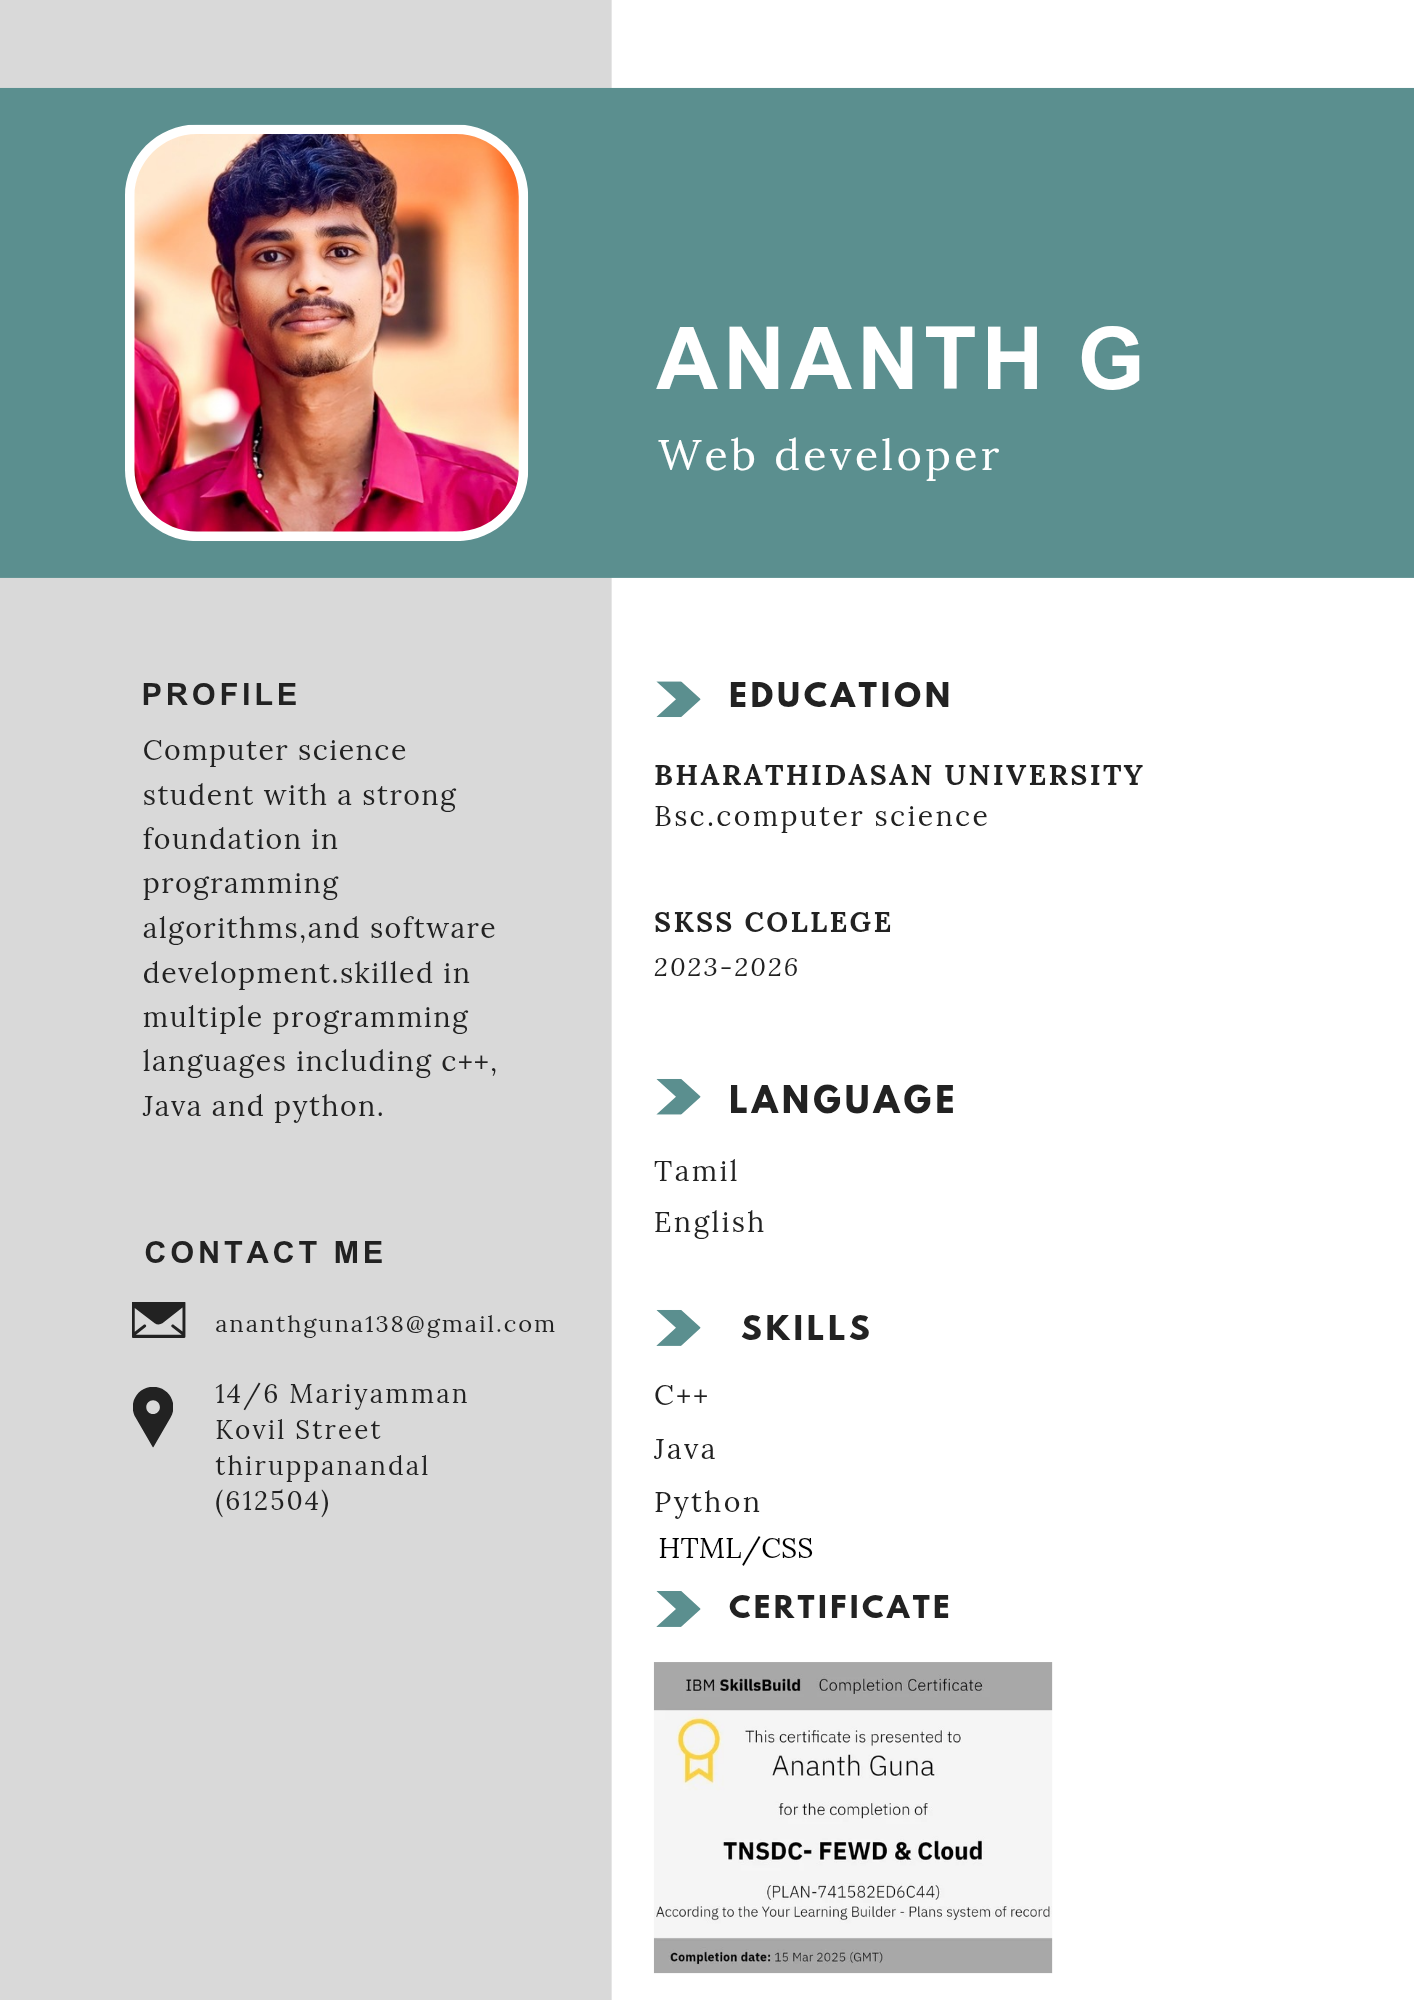 ANANTH G
Web developer
PROFILE
Computer science
student with a strong
foundation in
programming
algorithms,and software
development.skilled in
multiple programming
languages including c++,
Java and python.
CONTACT ME
ananthguna138@gmail.com
14/6 Mariyamman
Kovil Street
thiruppanandal
(612504)
EDUCATION
BHARATHIDASAN UNIVERSITY
Bsc.computer science
SKSS COLLEGE
2023-2026
LANGUAGE
Tamil
English
SKILLS
C++
Java
Python
HTML/CSS
CERTIFICATE
IBM SkillsBuild Completion Certificate
This certificate is presented to
Ananth Guna
for the completion of
TNSDC- FEWD & Cloud
(PLAN-741582ED6C44)
According to the Your Learning Builder - Plans system of record
Completion date: 15 Mar 2025 (GMT)